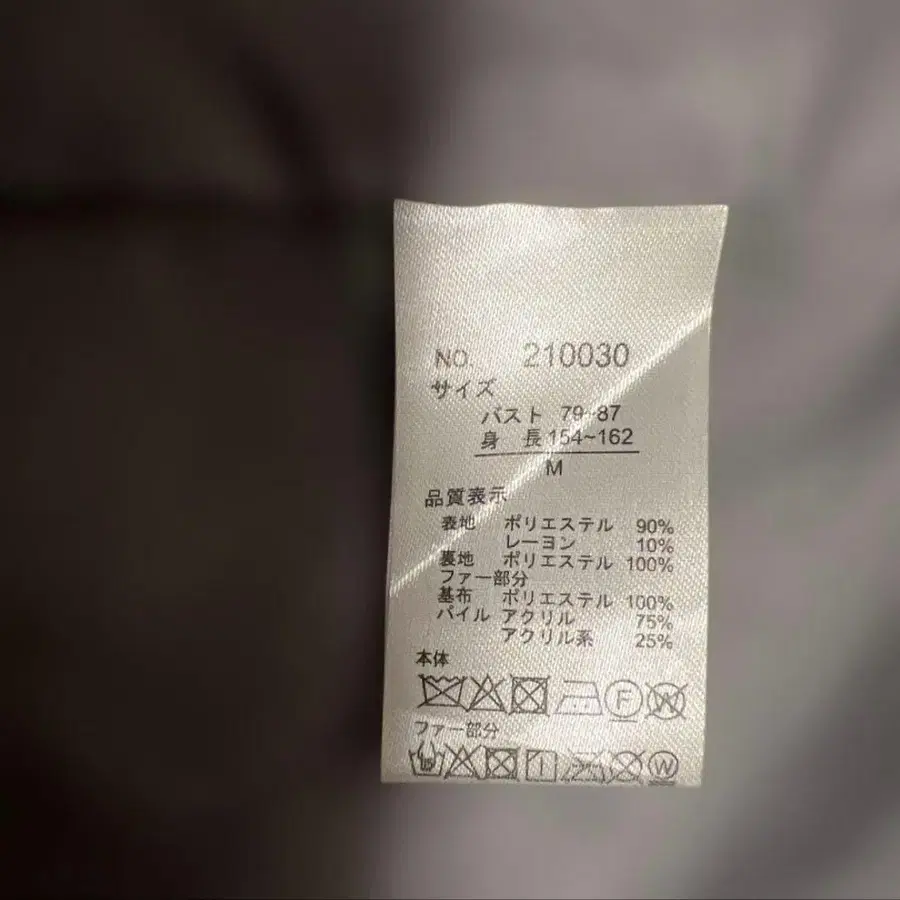 NO. 210030
サイズ
バスト 79~87
身 長 154~162
M
品質表示
表地 ポリエステル 90%
レーヨン 10%
裏地 ポリエステル 100%
ファー部分
基布 ポリエステル 100%
パイル アクリル 75%
アクリル系 25%
本体
F W
ファー部分
W